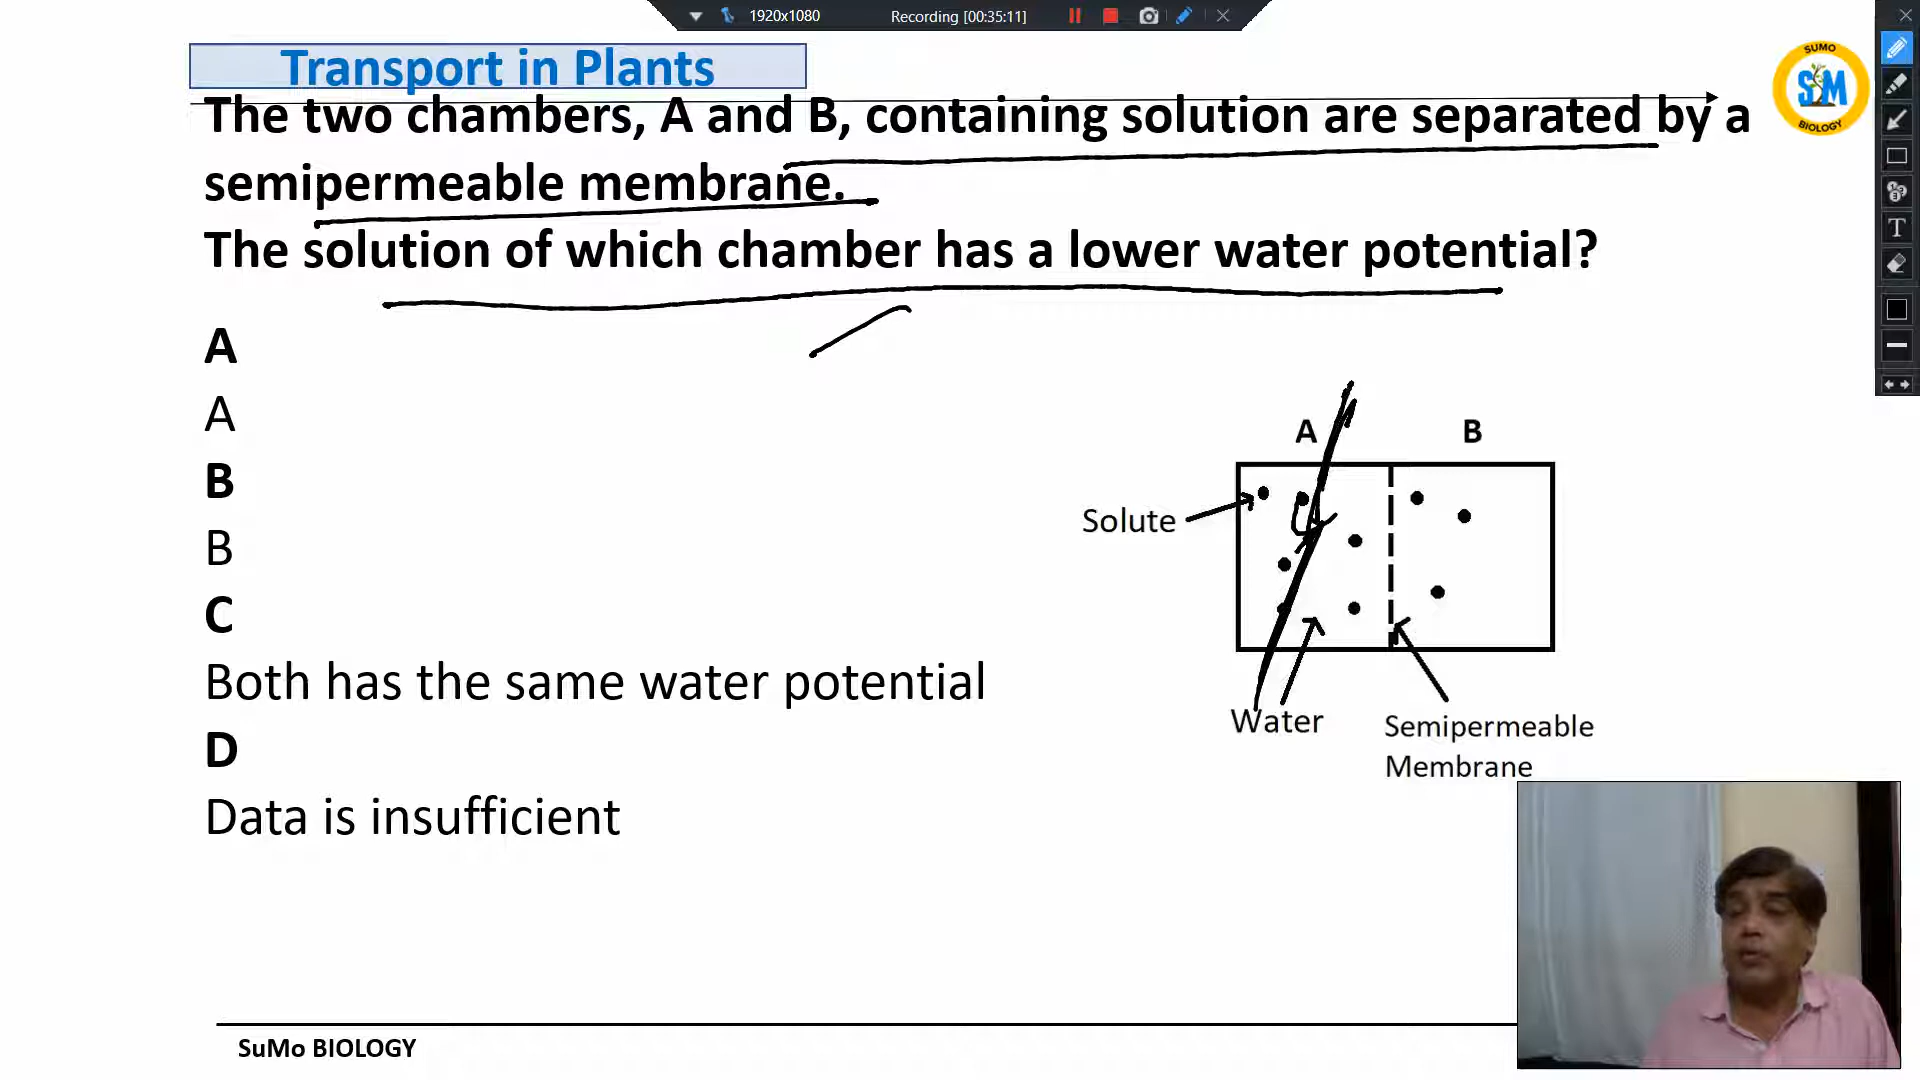 1920x1080
Recording [00:35:11]
Transport in Plants
SUMO
SM
BIOLOGY
The two chambers, A and B, containing solution are separated by a
semipermeable membrane.
The solution of which chamber has a lower water potential?
A
A
B
B
C
Both has the same water potential
D
Data is insufficient
A
B
Solute
Water
Semipermeable
Membrane
SuMo BIOLOGY